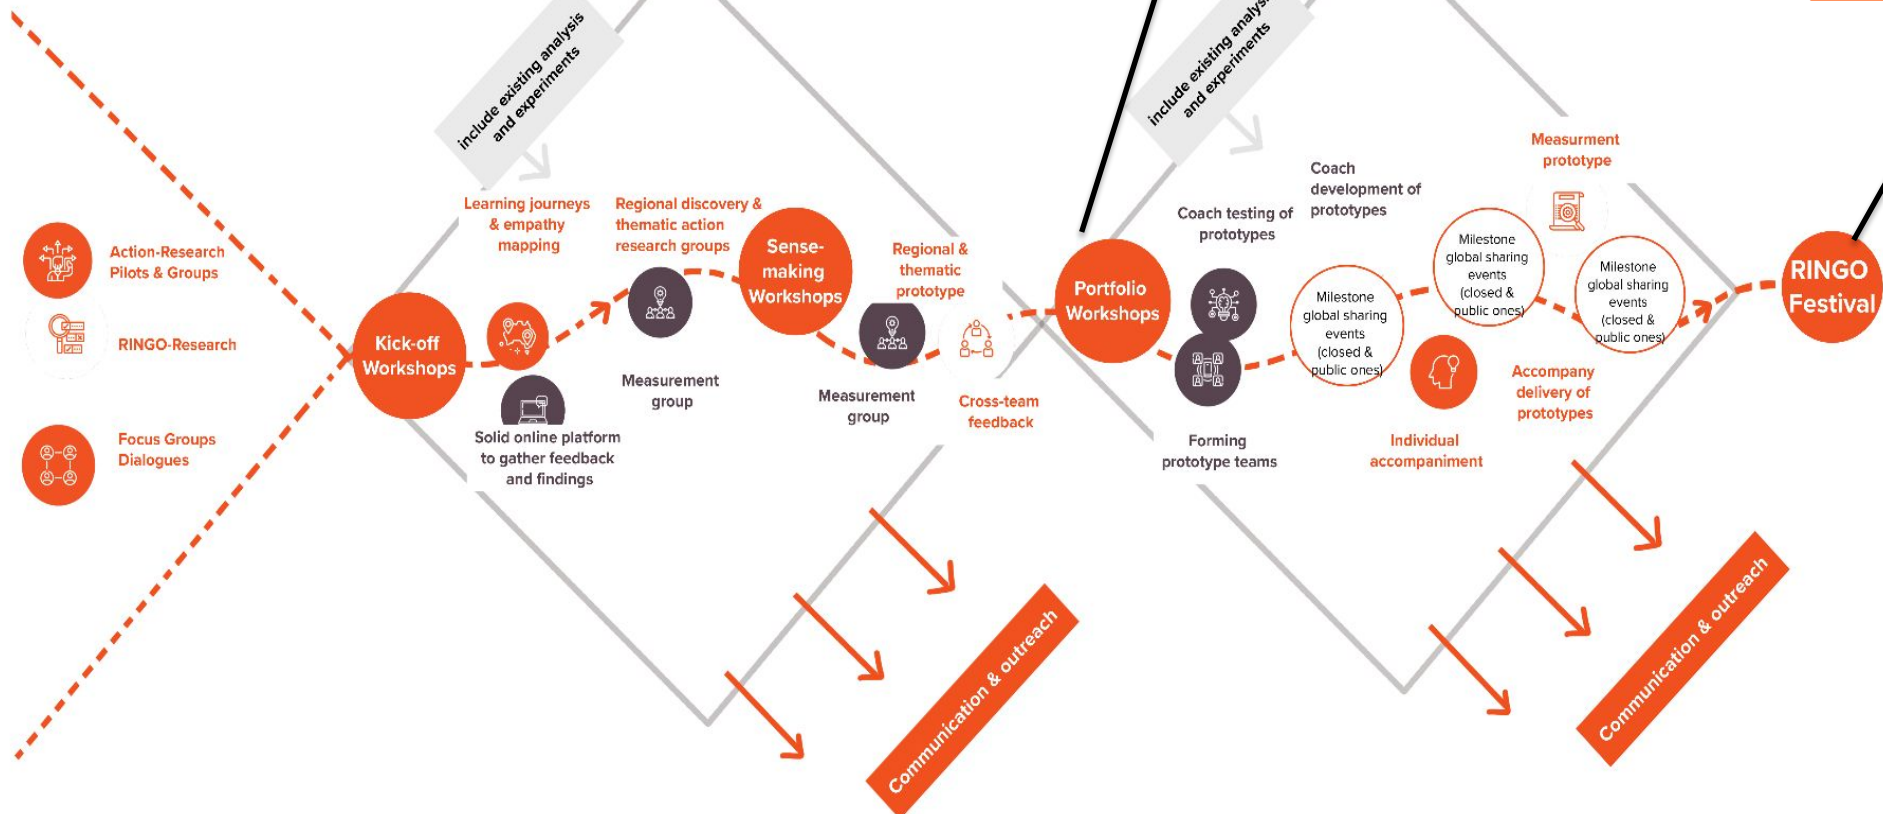 include existing analysis
and experiments
include existing analysis
and experiments
Action-Research
Pilots & Groups
RINGO-Research
Focus Groups
Dialogues
Kick-off
Workshops
Learning journeys
& empathy
mapping
Solid online platform
to gather feedback
and findings
Regional discovery &
thematic action
research groups
Measurement
group
Sense-
making
Workshops
Measurement
group
Regional &
thematic
prototype
Cross-team
feedback
Communication & outreach
Portfolio
Workshops
Coach testing of
prototypes
Forming
prototype teams
Coach
development of
prototypes
Milestone
global sharing
events
(closed &
public ones)
Individual
accompaniment
Milestone
global sharing
events
(closed &
public ones)
Measurment
prototype
Accompany
delivery of
prototypes
Milestone
global sharing
events
(closed &
public ones)
Communication & outreach
RINGO
Festival